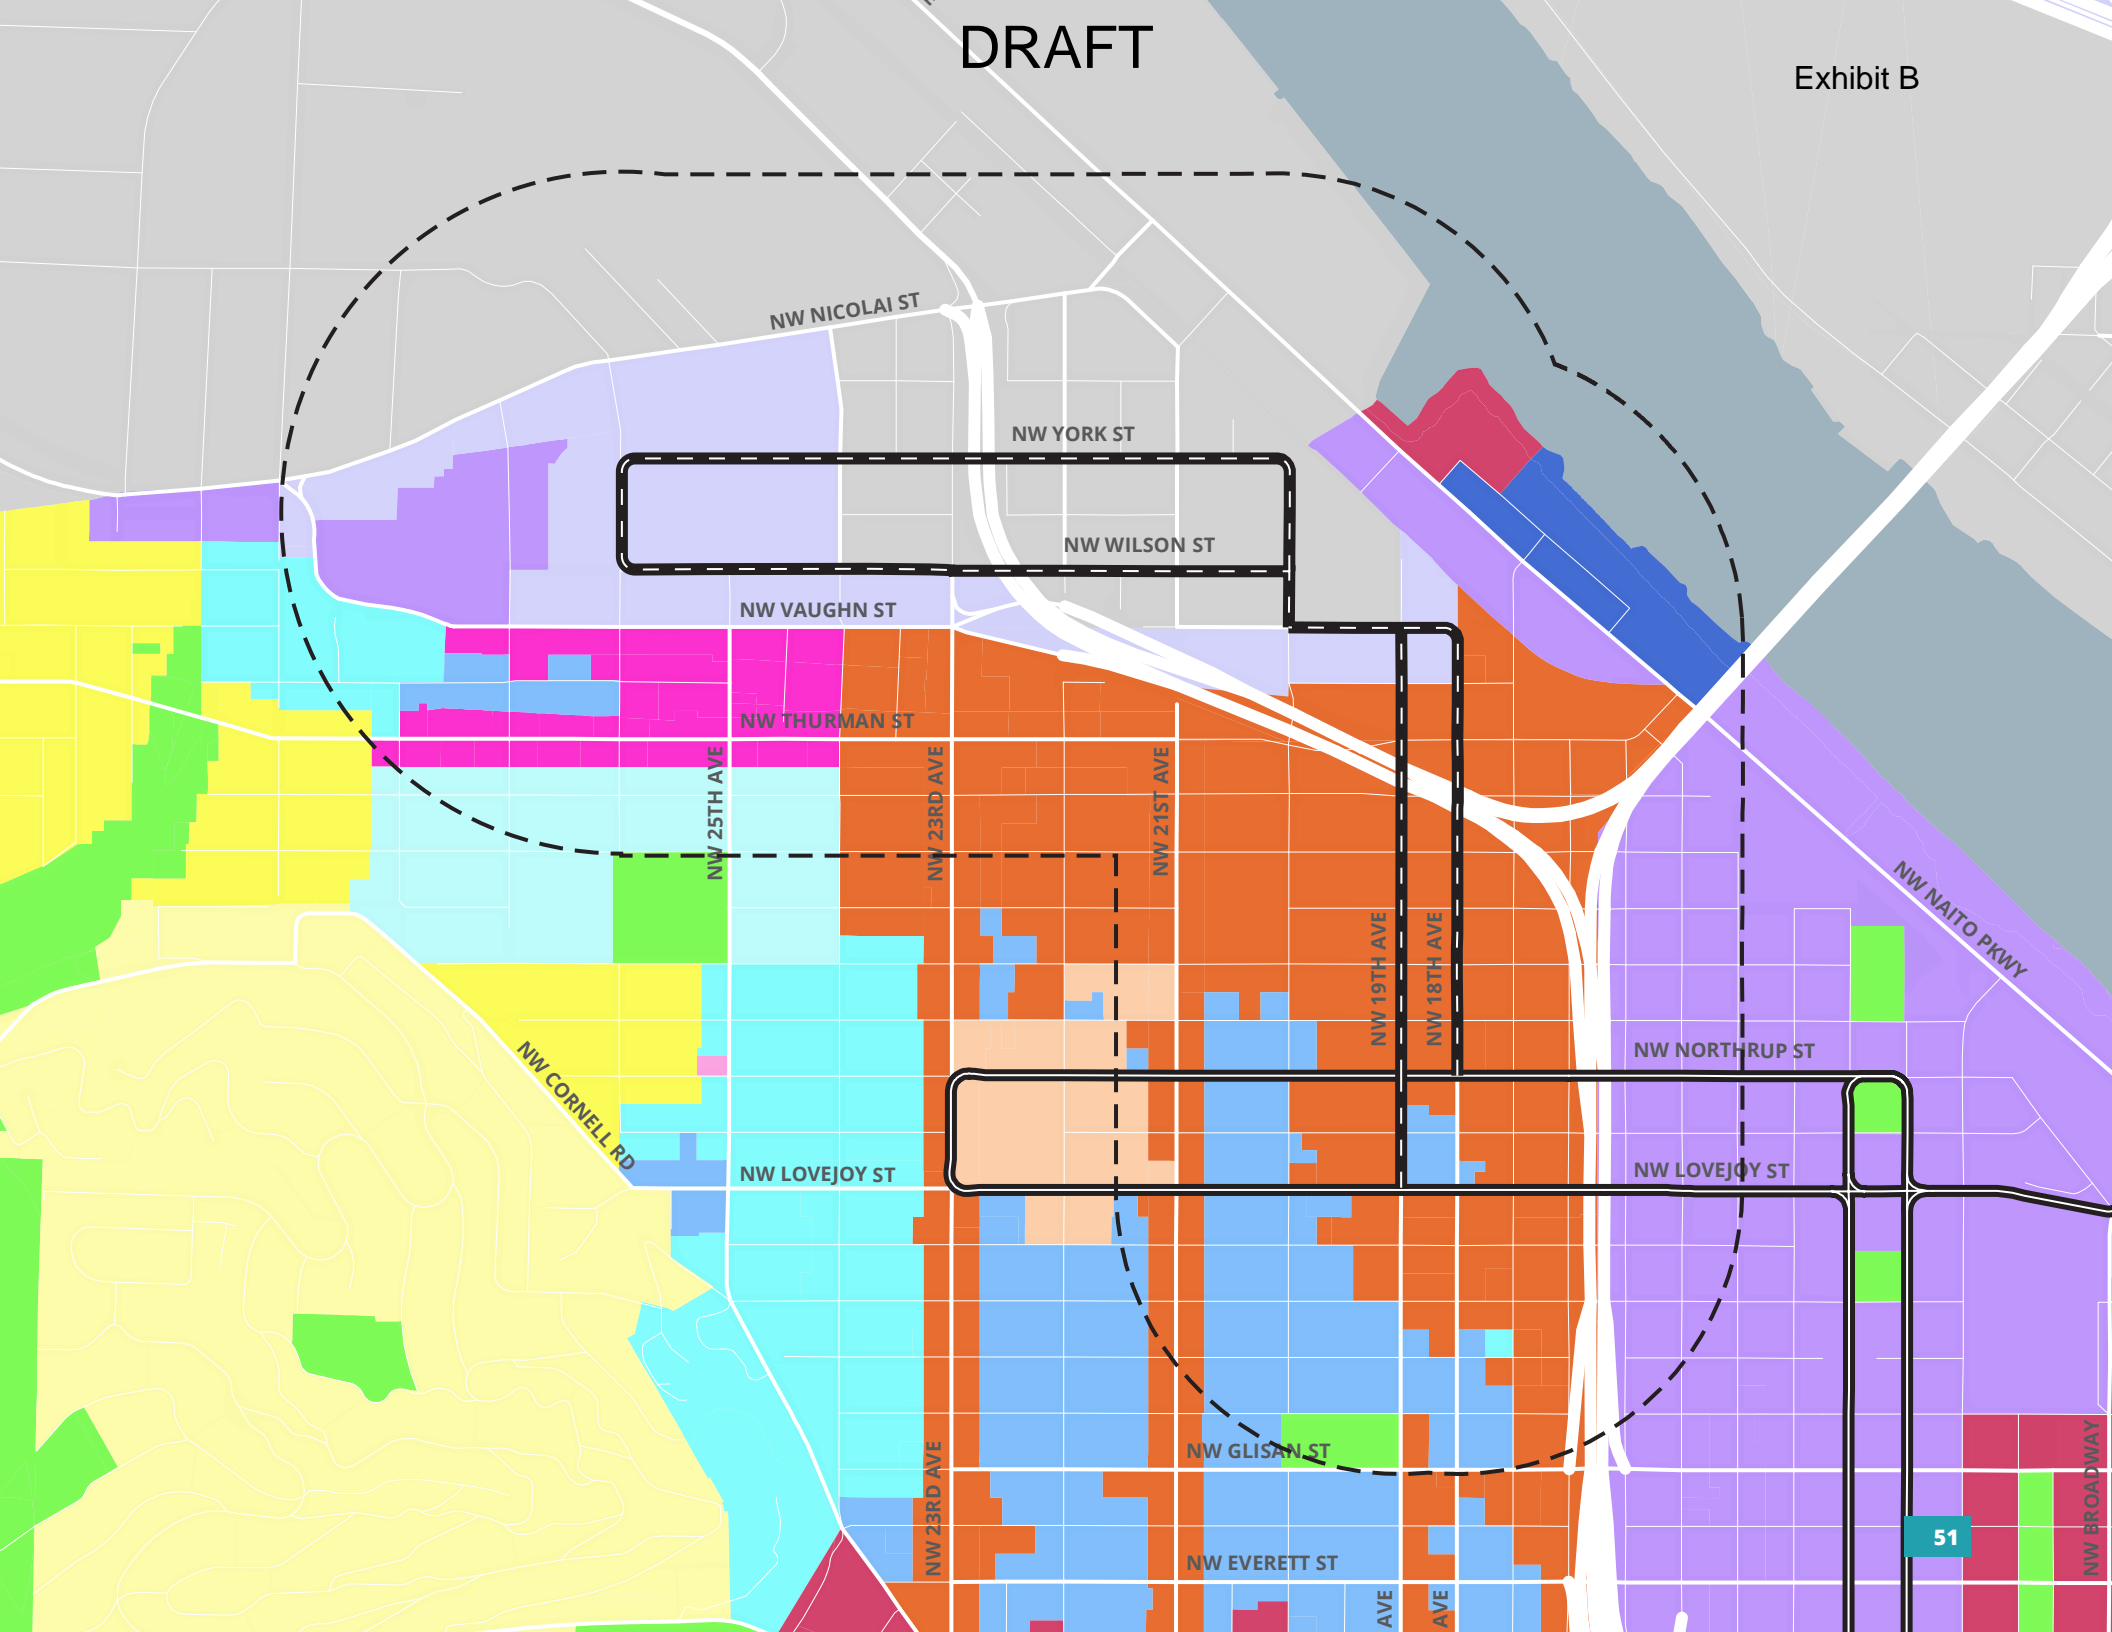 DRAFT
Exhibit B
NW NICOLAI ST
NW YORK ST
NW WILSON ST
NW VAUGHN ST
NW THURMAN ST
NW 25TH AVE
NW 23RD AVE
NW 21ST AVE
NW 19TH AVE
NW 18TH AVE
NW NAITO PKWY
NW CORNELL RD
NW NORTHRUP ST
NW LOVEJOY ST
NW LOVEJOY ST
NW GLISAN ST
NW 23RD AVE
NW BROADWAY
51
NW EVERETT ST
AVE
AVE